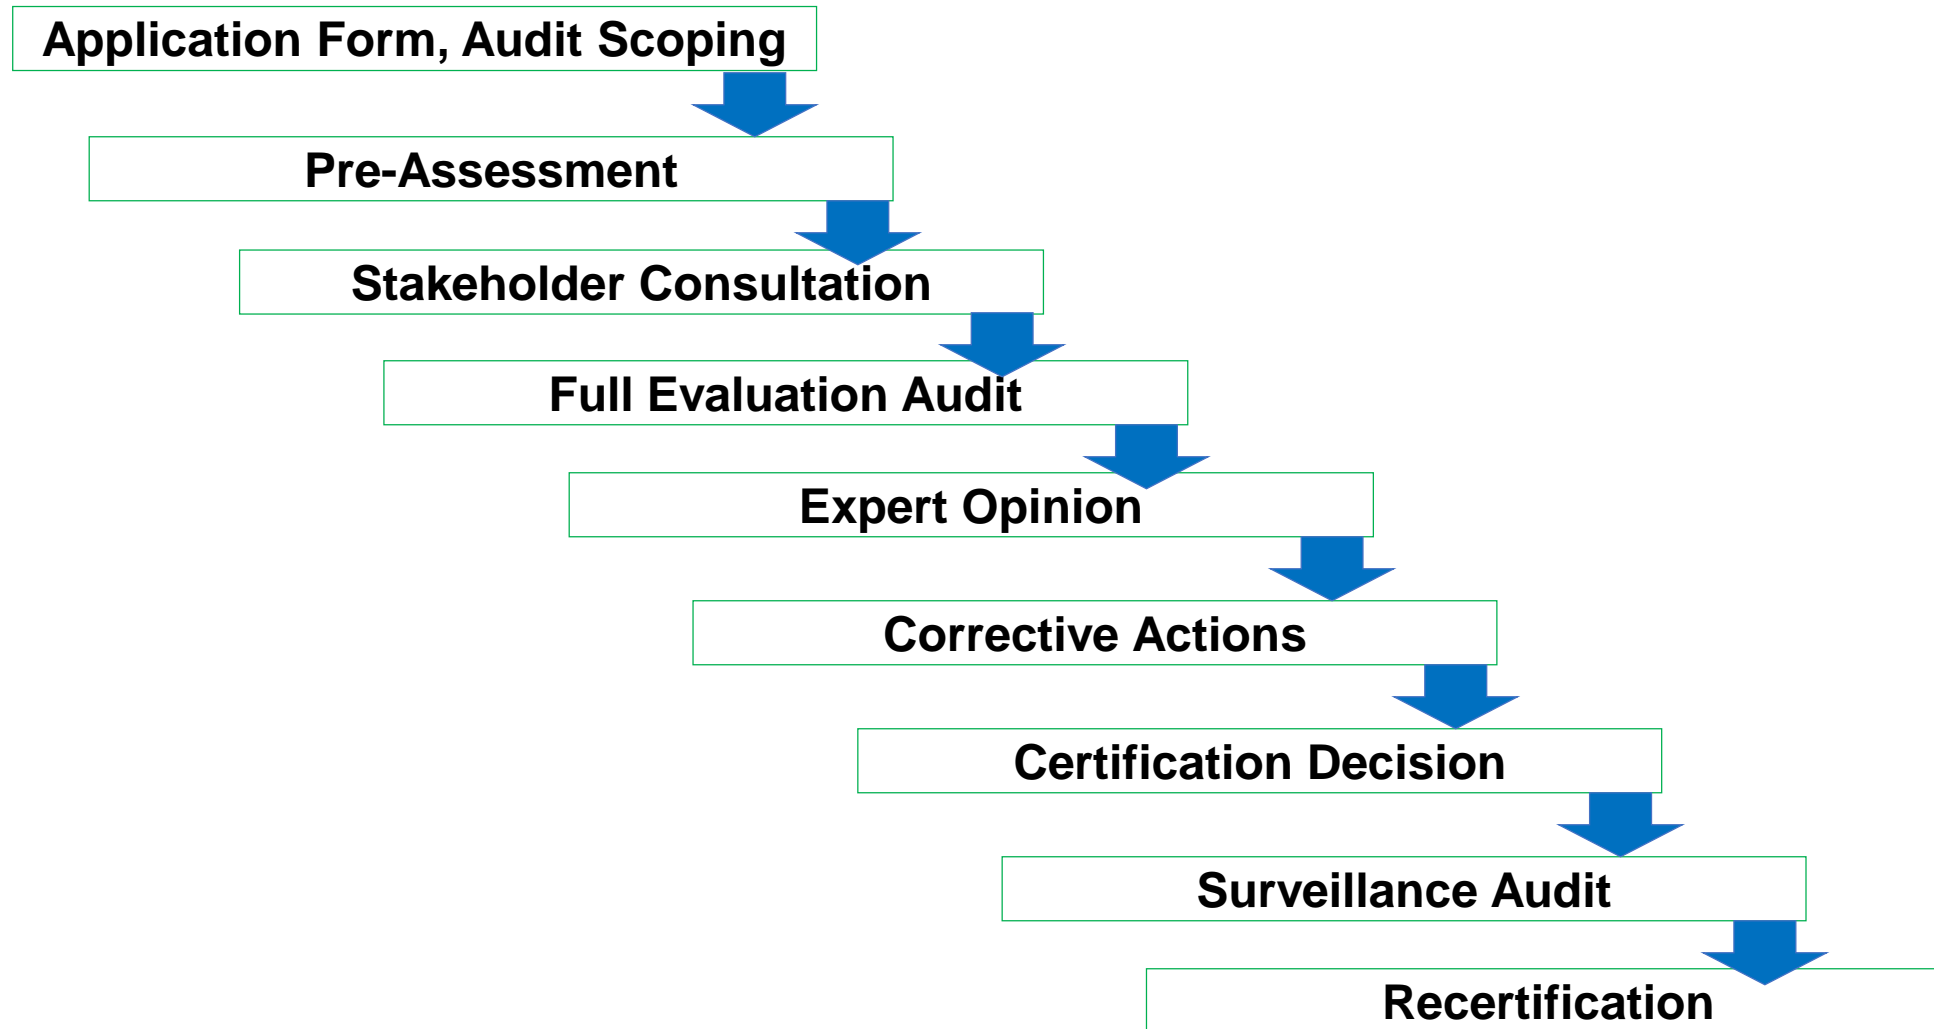 Application Form, Audit Scoping
Pre-Assessment
Stakeholder Consultation
Full Evaluation Audit
Expert Opinion
Corrective Actions
Certification Decision
Surveillance Audit
Recertification